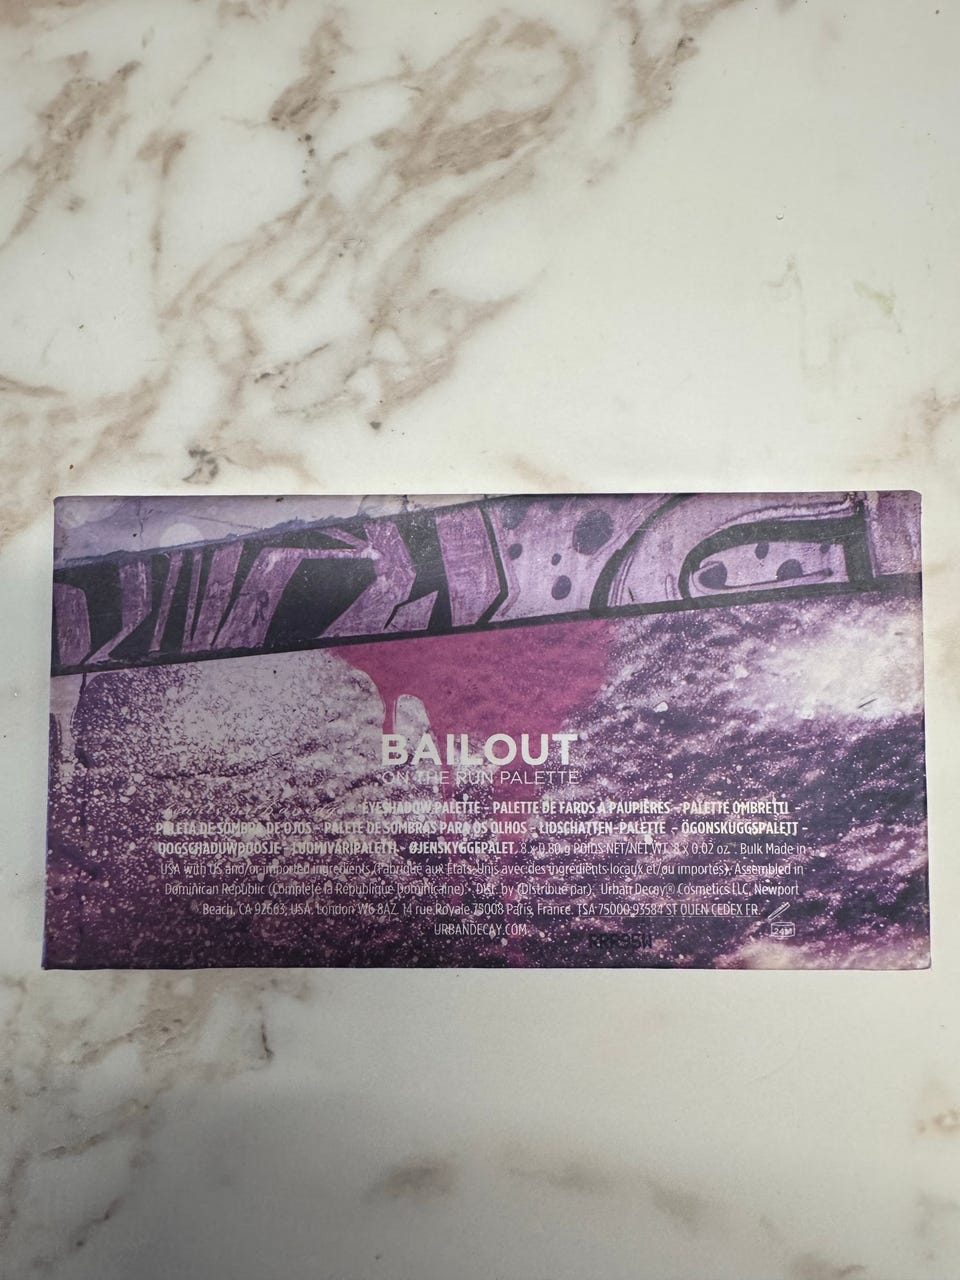 BAILOUT
ON THE RUN PALETTE
EYESHADOW PALETTE – PALETTE DE FARDS À PAUPIÈRES – PALETTE OMBRETTI
PALETA DE SOMBRA DE OJOS – PALETE DE SOMBRAS PARA OS OLHOS – LIDSCHATTEN-PALETTE – ÖGONSKUGGSPALETT –
OOGSCHADUWDOOSJE – LUOMIVÄRIPALETTI – ØJENSKYGGEPALET, 8 x 0.80 g POIDS NET/NET WT. 8 x 0.02 oz. Bulk Made in
USA with US and/or imported ingredients (Fabriqué aux États-Unis avec des ingrédients locaux et/ou importés). Assembled in
Dominican Republic (Complété la République Dominicaine). Dist. by (Distribué par): Urban Decay® Cosmetics LLC, Newport
Beach, CA 92663, USA. London W6 8AZ. 14 rue Royale 75008 Paris, France. TSA 75000-93584 ST OUEN CEDEX FR.
URBANDECAY.COM
24M